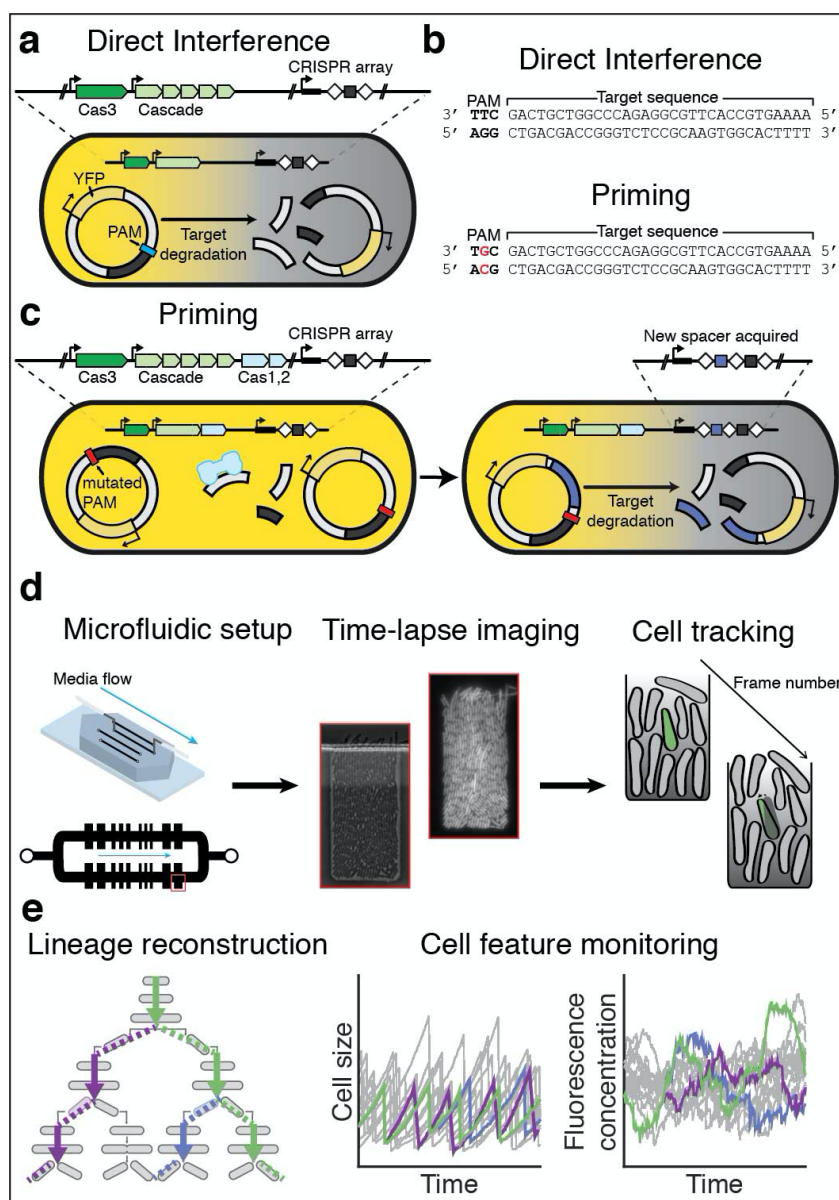 a
Direct Interference
CRISPR array
Cas3
Cascade
YFP
PAM
Target
degradation
b
Direct Interference
PAM
Target sequence
3′ TTC GACTGCTGGCCCAGAGGCGTTCACCGTGAAAA 5′
5′ AGG CTGACGACCGGGTCTCCGCAAGTGGCACTTTT 3′
Priming
PAM
Target sequence
3′ TGC GACTGCTGGCCCAGAGGCGTTCACCGTGAAAA 5′
5′ ACG CTGACGACCGGGTCTCCGCAAGTGGCACTTTT 3′
c
Priming
CRISPR array
Cas3
Cascade
Cas1,2
mutated
PAM
New spacer acquired
Target
degradation
d
Microfluidic setup
Time-lapse imaging
Cell tracking
Media flow
Frame number
e
Lineage reconstruction
Cell feature monitoring
Cell size
Time
Fluorescence
concentration
Time